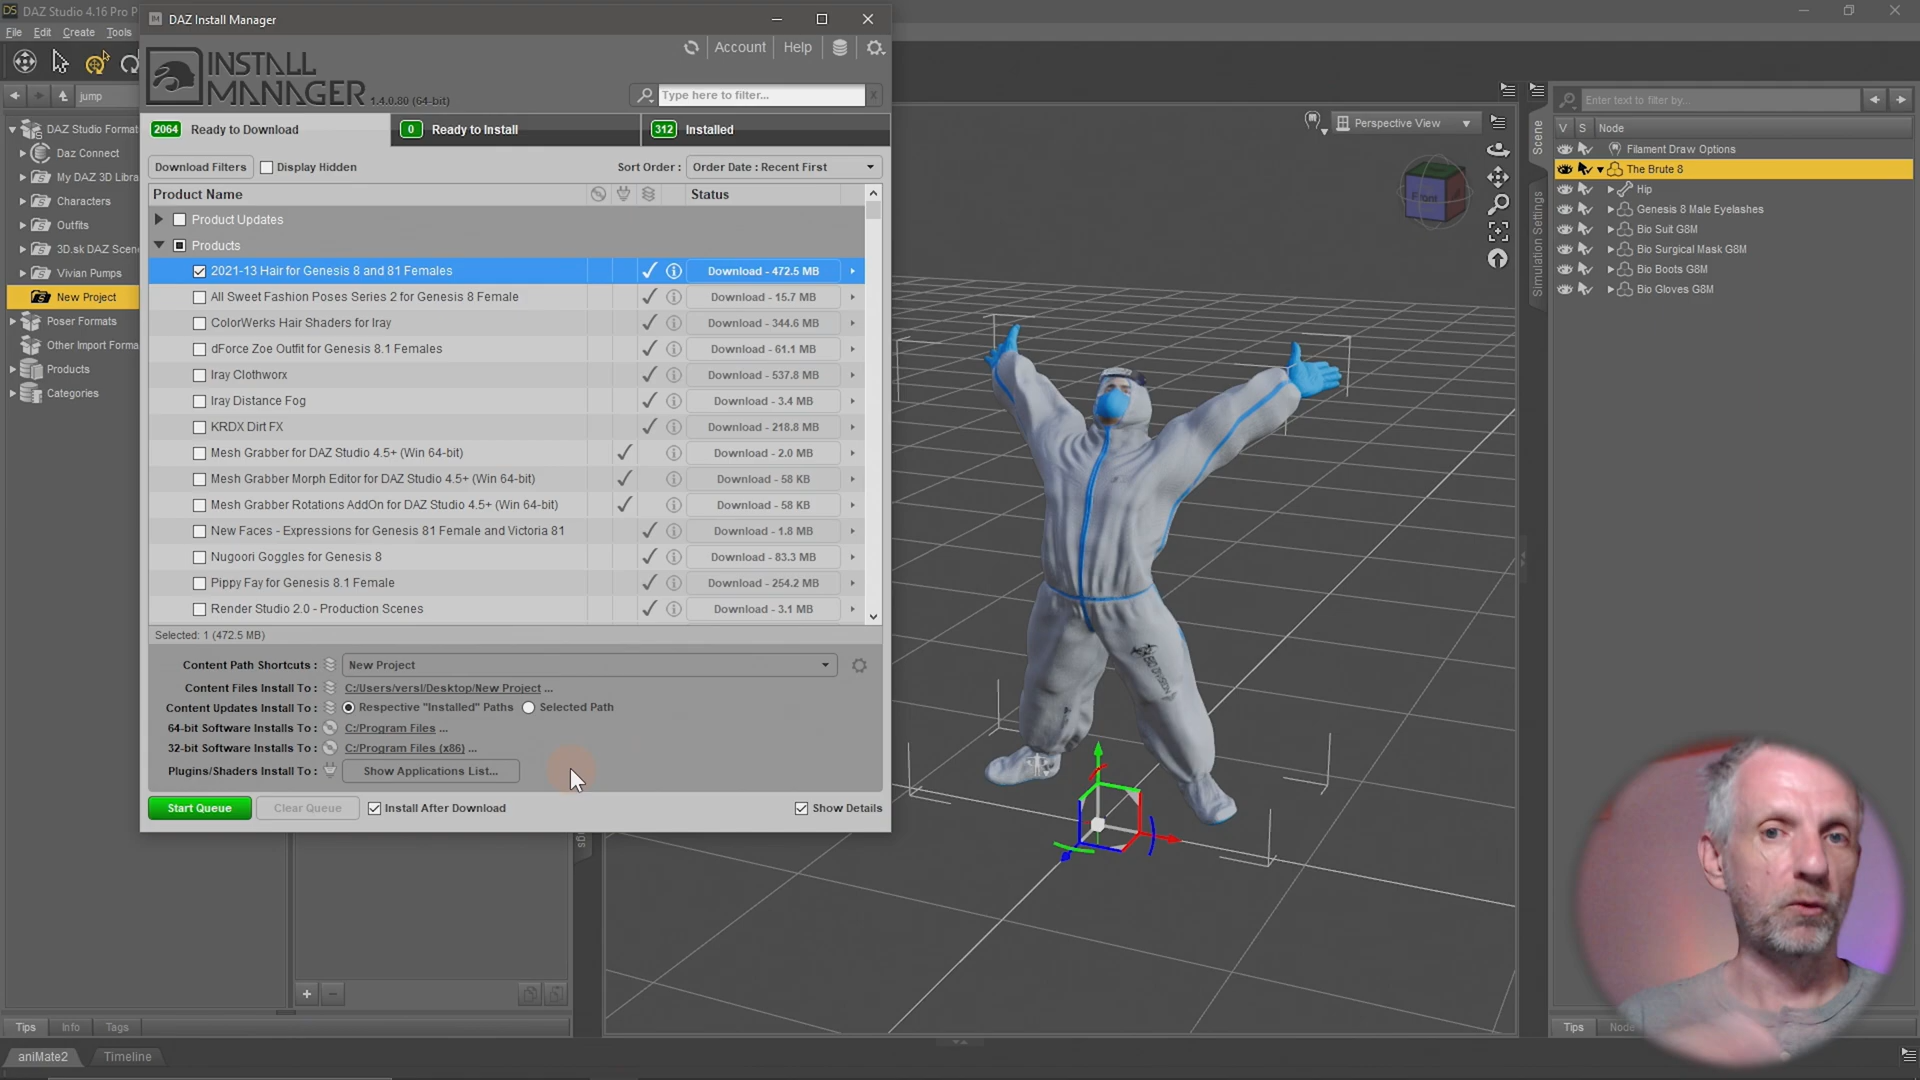 DAZ Studio 4.16 Pro P
File Edit Create Tools
jump
DAZ Studio Format
Daz Connect
My DAZ 3D Libra
Characters
Outfits
3D.sk DAZ Scen
Vivian Pumps
New Project
Poser Formats
Other Import Forma
Products
Categories
DAZ Install Manager
Account Help
INSTALL
MANAGER 1.4.0.80 (64-bit)
Type here to filter... x
2064 Ready to Download 0 Ready to Install 312 Installed
Download Filters Display Hidden Sort Order : Order Date : Recent First
Product Name Status
Product Updates
Products
2021-13 Hair for Genesis 8 and 81 Females Download - 472.5 MB
All Sweet Fashion Poses Series 2 for Genesis 8 Female Download - 15.7 MB
ColorWerks Hair Shaders for Iray Download - 344.6 MB
dForce Zoe Outfit for Genesis 8.1 Females Download - 61.1 MB
Iray Clothworx Download - 537.8 MB
Iray Distance Fog Download - 3.4 MB
KRDX Dirt FX Download - 218.8 MB
Mesh Grabber for DAZ Studio 4.5+ (Win 64-bit) Download - 2.0 MB
Mesh Grabber Morph Editor for DAZ Studio 4.5+ (Win 64-bit) Download - 58 KB
Mesh Grabber Rotations AddOn for DAZ Studio 4.5+ (Win 64-bit) Download - 58 KB
New Faces - Expressions for Genesis 81 Female and Victoria 81 Download - 1.8 MB
Nugoori Goggles for Genesis 8 Download - 83.3 MB
Pippy Fay for Genesis 8.1 Female Download - 254.2 MB
Render Studio 2.0 - Production Scenes Download - 3.1 MB
Selected: 1 (472.5 MB)
Content Path Shortcuts : New Project
Content Files Install To : C:/Users/versl/Desktop/New Project ...
Content Updates Install To : Respective "Installed" Paths Selected Path
64-bit Software Installs To : C:/Program Files ...
32-bit Software Installs To : C:/Program Files (x86) ...
Plugins/Shaders Install To : Show Applications List...
Start Queue Clear Queue Install After Download Show Details
Perspective View
Front
BIO DIVISION
Scene
Simulation Settings
Enter text to filter by...
V S Node
Filament Draw Options
The Brute 8
Hip
Genesis 8 Male Eyelashes
Bio Suit G8M
Bio Surgical Mask G8M
Bio Boots G8M
Bio Gloves G8M
Tips Info Tags
Tips Node
aniMate2 Timeline